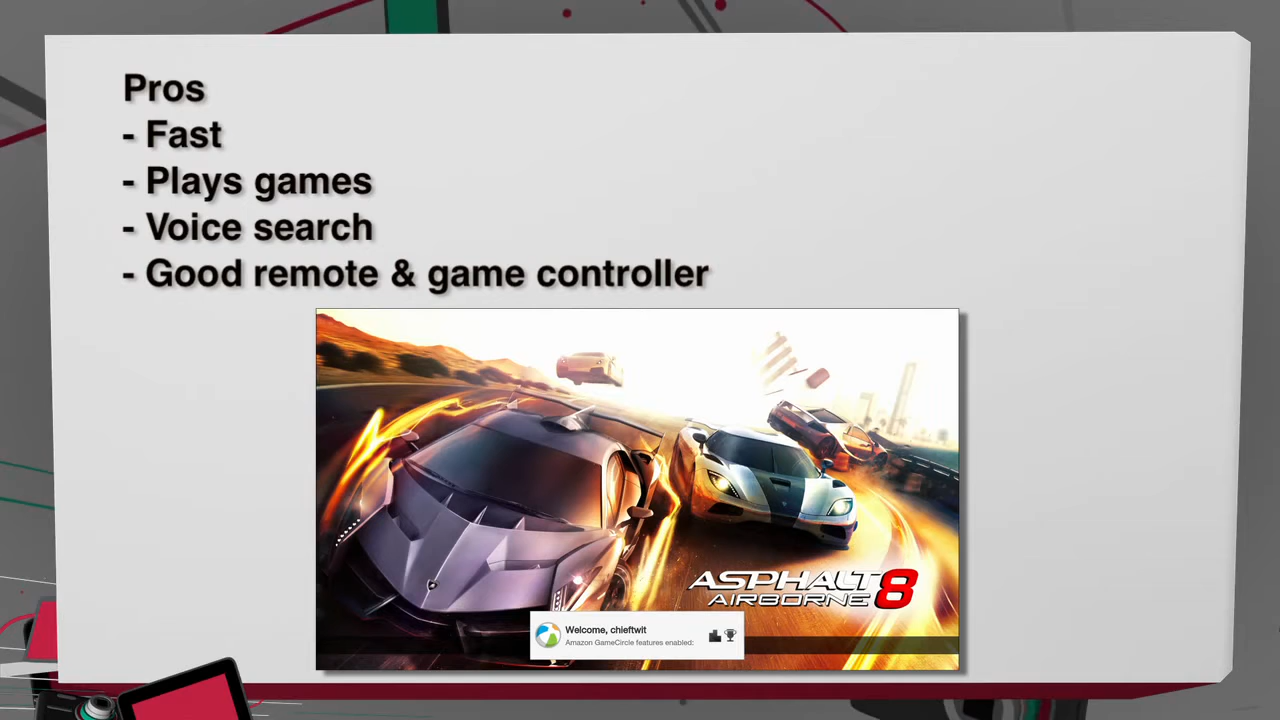 Pros
- Fast
- Plays games
- Voice search
- Good remote & game controller
ASPHALT 8
AIRBORNE
Welcome, chieftwit
Amazon GameCircle features enabled: